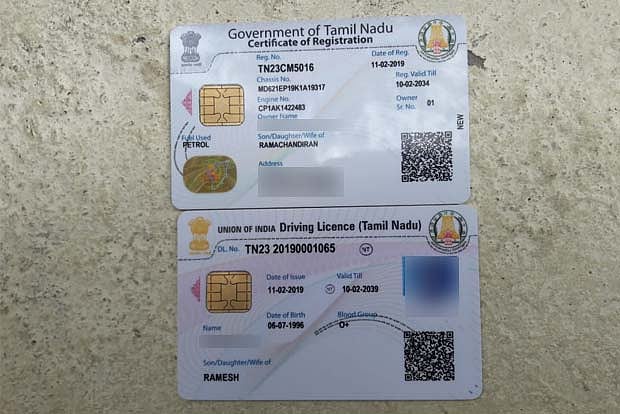 Government of Tamil Nadu
Certificate of Registration
Reg. No. Date of Reg.
TN23CM5016 11-02-2019
Chassis No. Reg. Valid Till
MD621EP19K1A19317 10-02-2034
Engine No. Owner
CP1AK1422483 Sr. No. 01
Owner Name
NEW
Fuel Used
PETROL
Son/Daughter/Wife of
RAMACHANDIRAN
Address
UNION OF INDIA Driving Licence (Tamil Nadu)
DL. No. TN23 20190001065 NT
Date of Issue Valid Till
11-02-2019 NT 10-02-2039
Date of Birth Blood Group
06-07-1996 O+
Name
Son/Daughter/Wife of
RAMESH